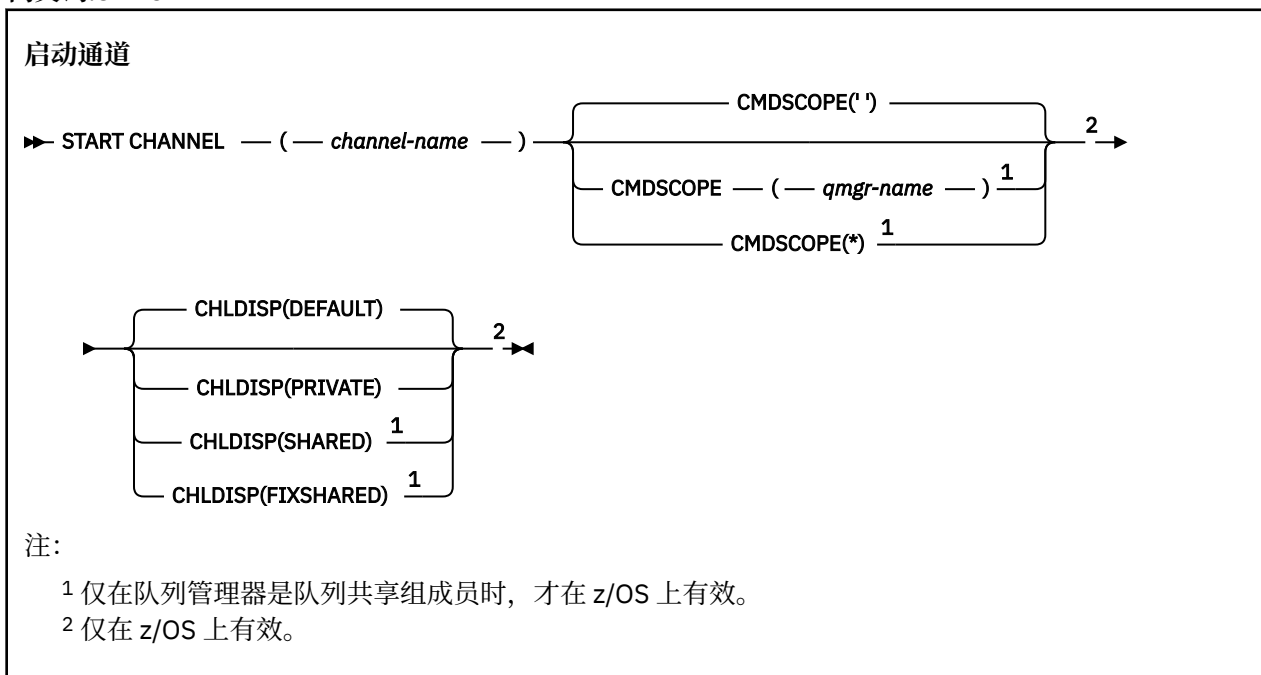 启动通道
CMDSCOPE(' ')
START CHANNEL ( channel-name ) 2
CMDSCOPE ( qmgr-name ) 1
CMDSCOPE(*) 1
CHLDISP(DEFAULT)
2
CHLDISP(PRIVATE)
CHLDISP(SHARED) 1
CHLDISP(FIXSHARED) 1
注：
1 仅在队列管理器是队列共享组成员时，才在 z/OS 上有效。
2 仅在 z/OS 上有效。